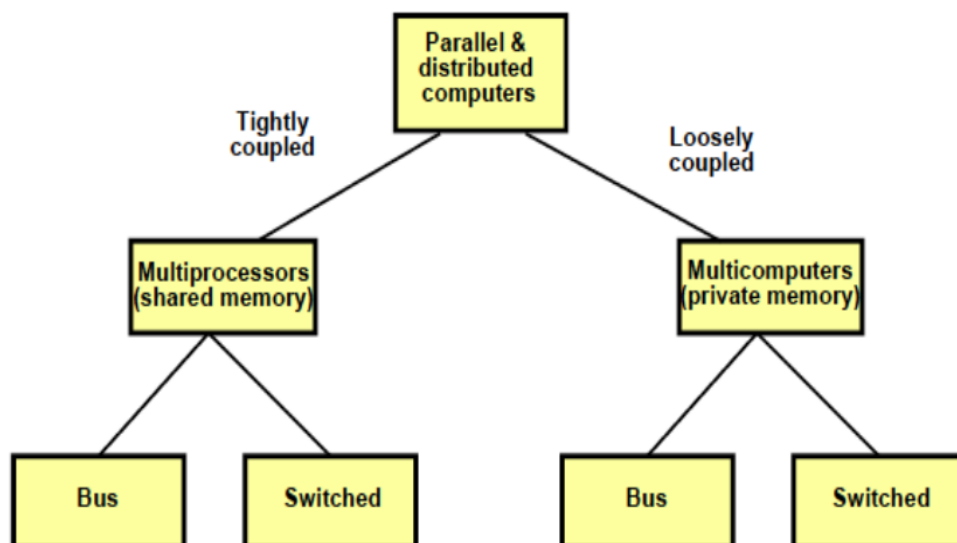 Parallel &
distributed
computers
Tightly
coupled
Loosely
coupled
Multiprocessors
(shared memory)
Multicomputers
(private memory)
Bus
Switched
Bus
Switched